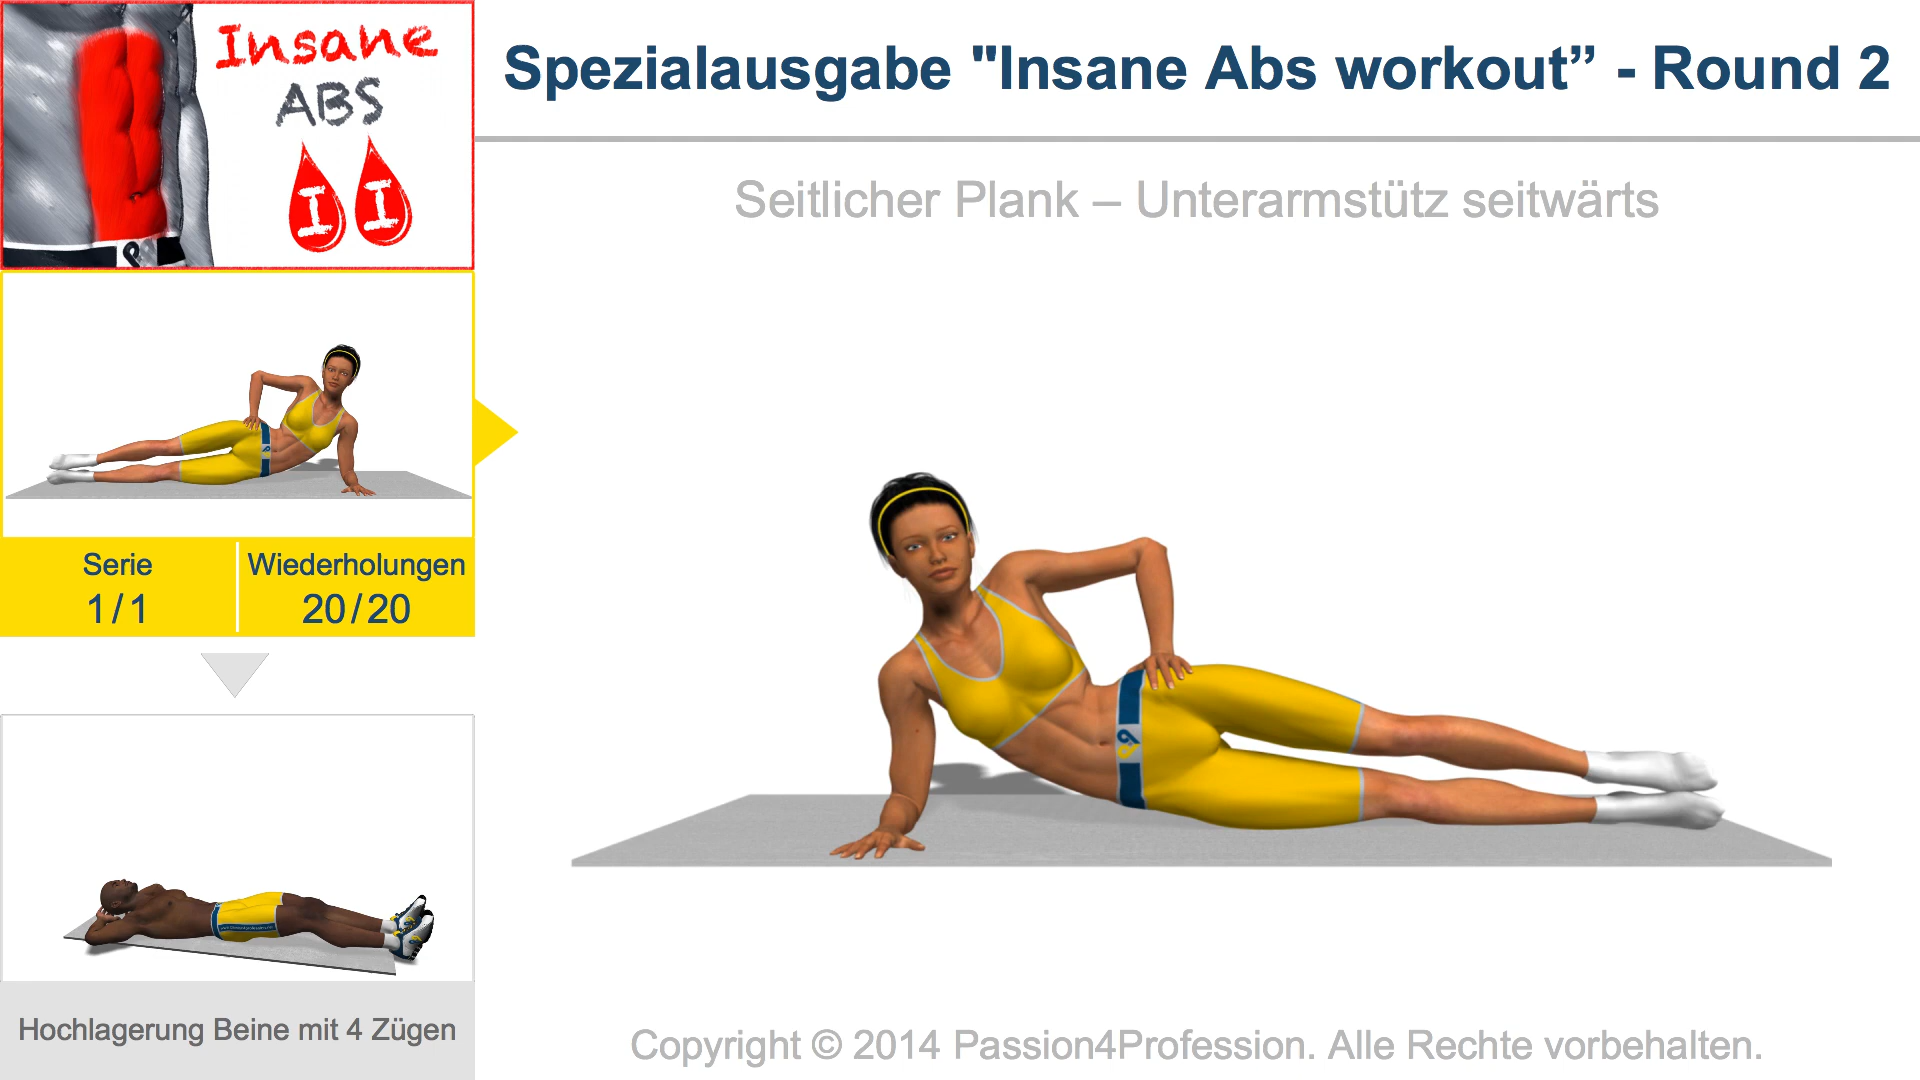 Insane
ABS
I I
Spezialausgabe "Insane Abs workout” - Round 2
Seitlicher Plank – Unterarmstütz seitwärts
Serie
1/1
Wiederholungen
20/20
Hochlagerung Beine mit 4 Zügen
Copyright © 2014 Passion4Profession. Alle Rechte vorbehalten.